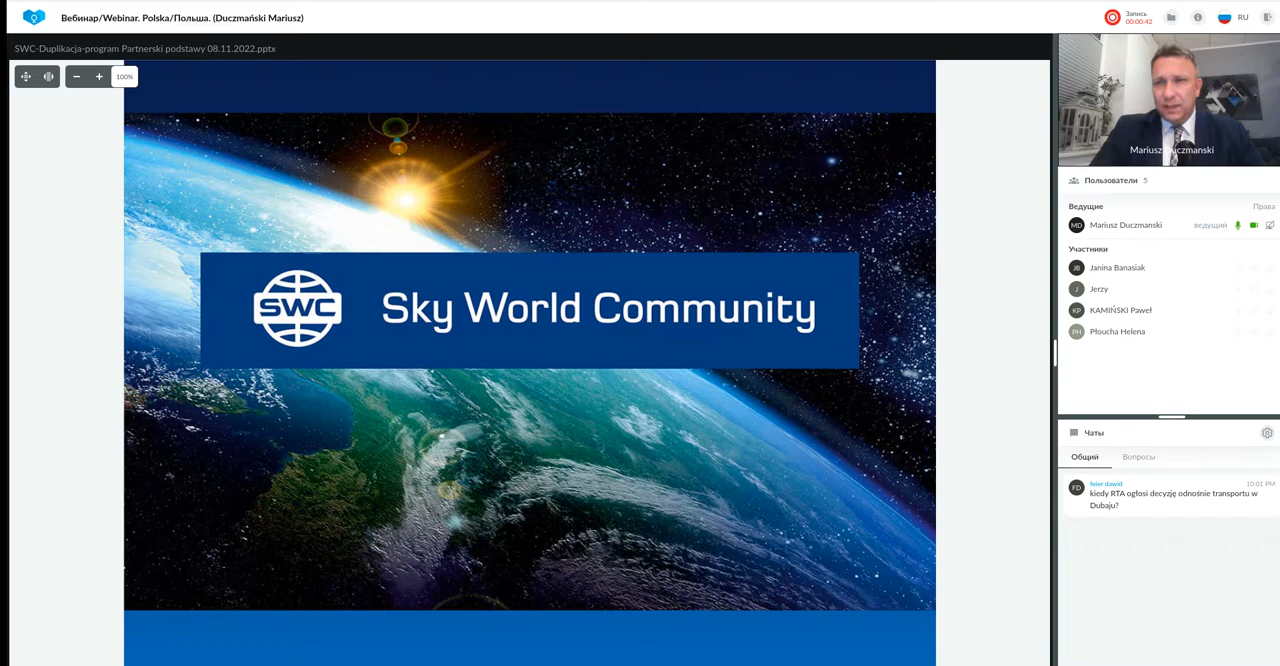 Вебинар/Webinar. Polska/Польша. (Duczmański Mariusz)
Запись
00:00:42
RU
SWC-Duplikacja-program Partnerski podstawy 08.11.2022.pptx
100%
SWC
Sky World Community
Mariusz Duczmanski
Пользователи 5
Ведущие Права
MD Mariusz Duczmanski ведущий
Участники
JB Janina Banasiak
J Jerzy
KP KAMIŃSKI Paweł
PH Płoucha Helena
Чаты
Общий Вопросы
FD feier dawid 10:01 PM
kiedy RTA ogłosi decyzję odnośnie transportu w
Dubaju?